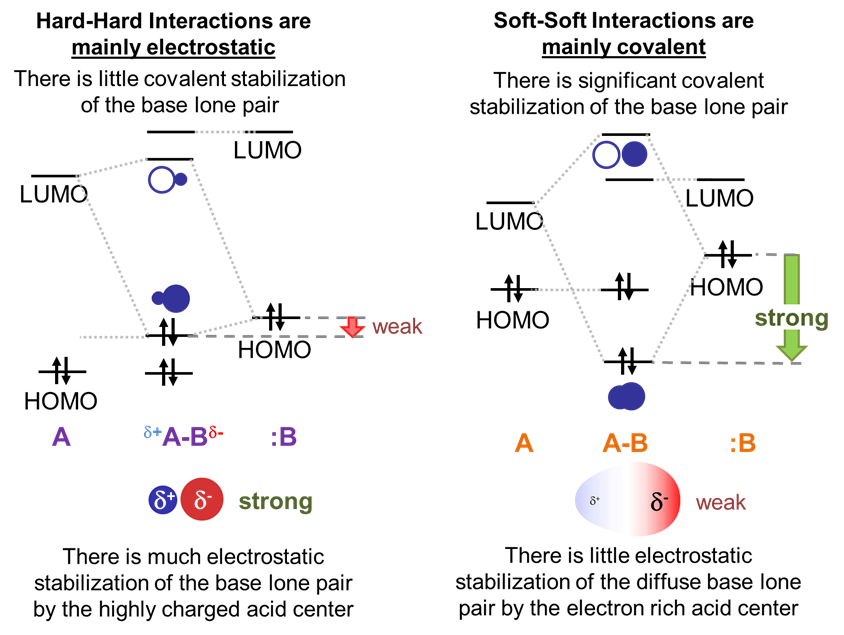 Hard-Hard Interactions are
mainly electrostatic
There is little covalent stabilization
of the base lone pair
LUMO
LUMO
HOMO
weak
HOMO
A
δ+A-Bδ-
:B
δ+
δ-
strong
There is much electrostatic
stabilization of the base lone pair
by the highly charged acid center
Soft-Soft Interactions are
mainly covalent
There is significant covalent
stabilization of the base lone pair
LUMO
LUMO
HOMO
HOMO
strong
A
A-B
:B
δ+
δ-
weak
There is little electrostatic
stabilization of the diffuse base lone
pair by the electron rich acid center